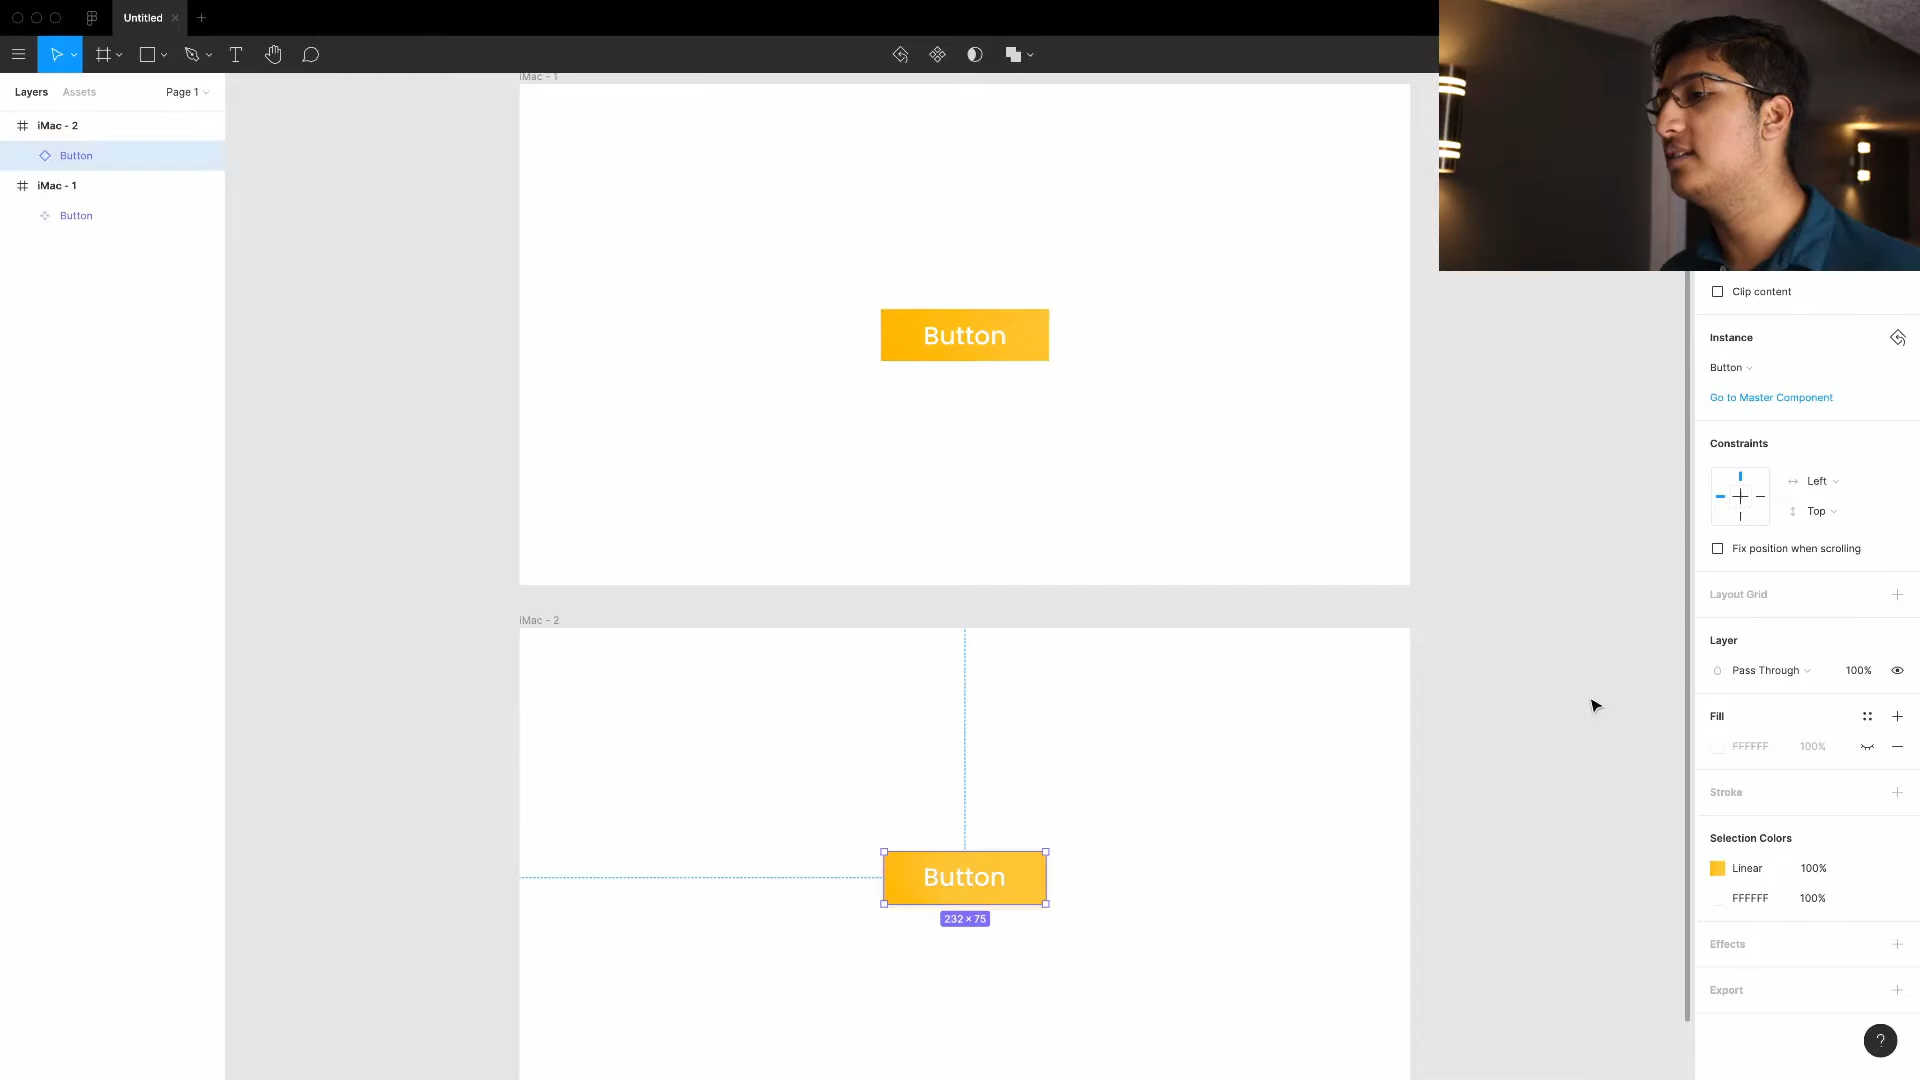 Untitled
Layers
Assets
Page 1
iMac - 2
Button
iMac - 1
Button
iMac - 1
Button
iMac - 2
Button
232 × 75
Clip content
Instance
Button
Go to Master Component
Constraints
Left
Top
Fix position when scrolling
Layout Grid
Layer
Pass Through
100%
Fill
FFFFFF
100%
Stroke
Selection Colors
Linear
100%
FFFFFF
100%
Effects
Export
?